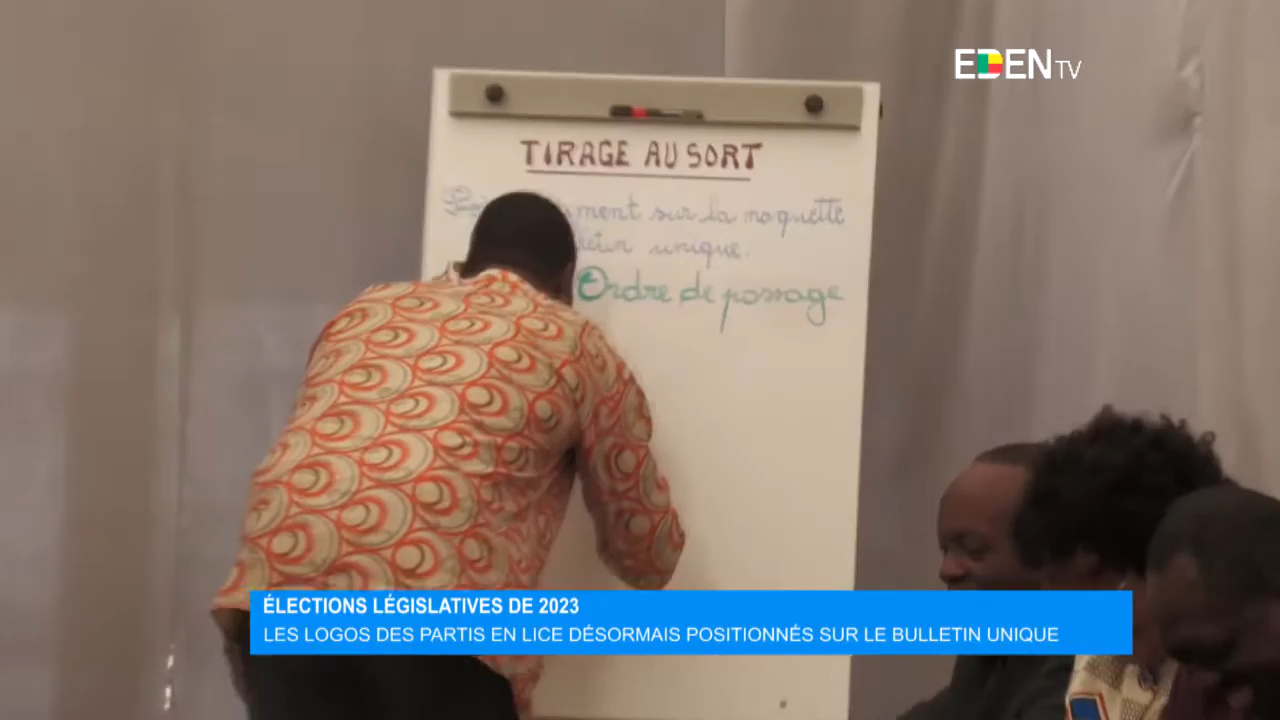 EDEN TV
TIRAGE AU SORT
sur la maquette
unique.
Ordre de passage
ÉLECTIONS LÉGISLATIVES DE 2023
LES LOGOS DES PARTIS EN LICE DÉSORMAIS POSITIONNÉS SUR LE BULLETIN UNIQUE